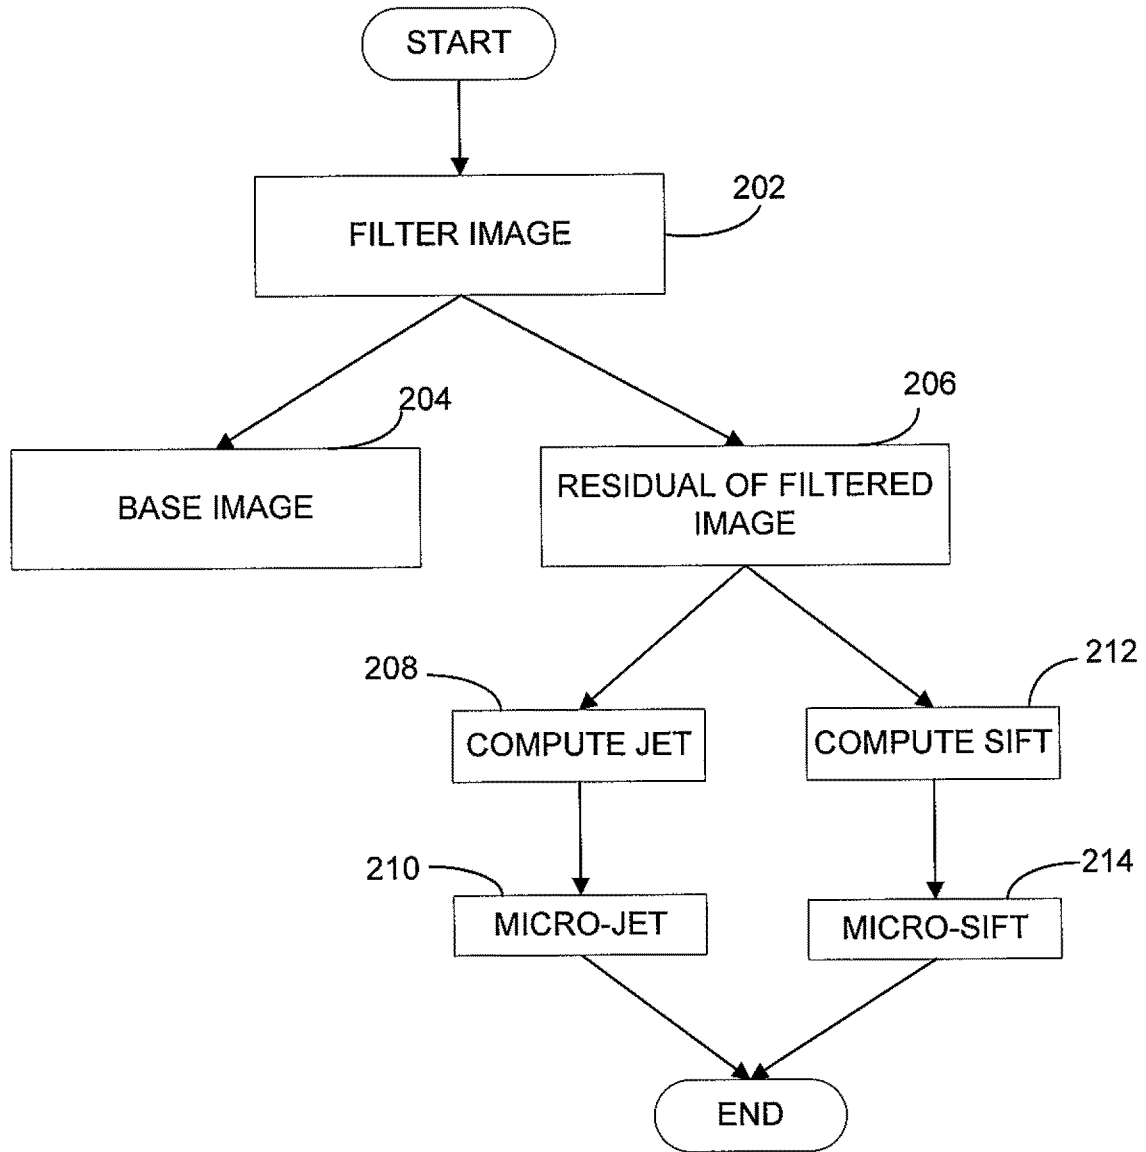 START
202
FILTER IMAGE
204
206
BASE IMAGE
RESIDUAL OF FILTERED
IMAGE
208
212
COMPUTE JET
COMPUTE SIFT
210
214
MICRO-JET
MICRO-SIFT
END